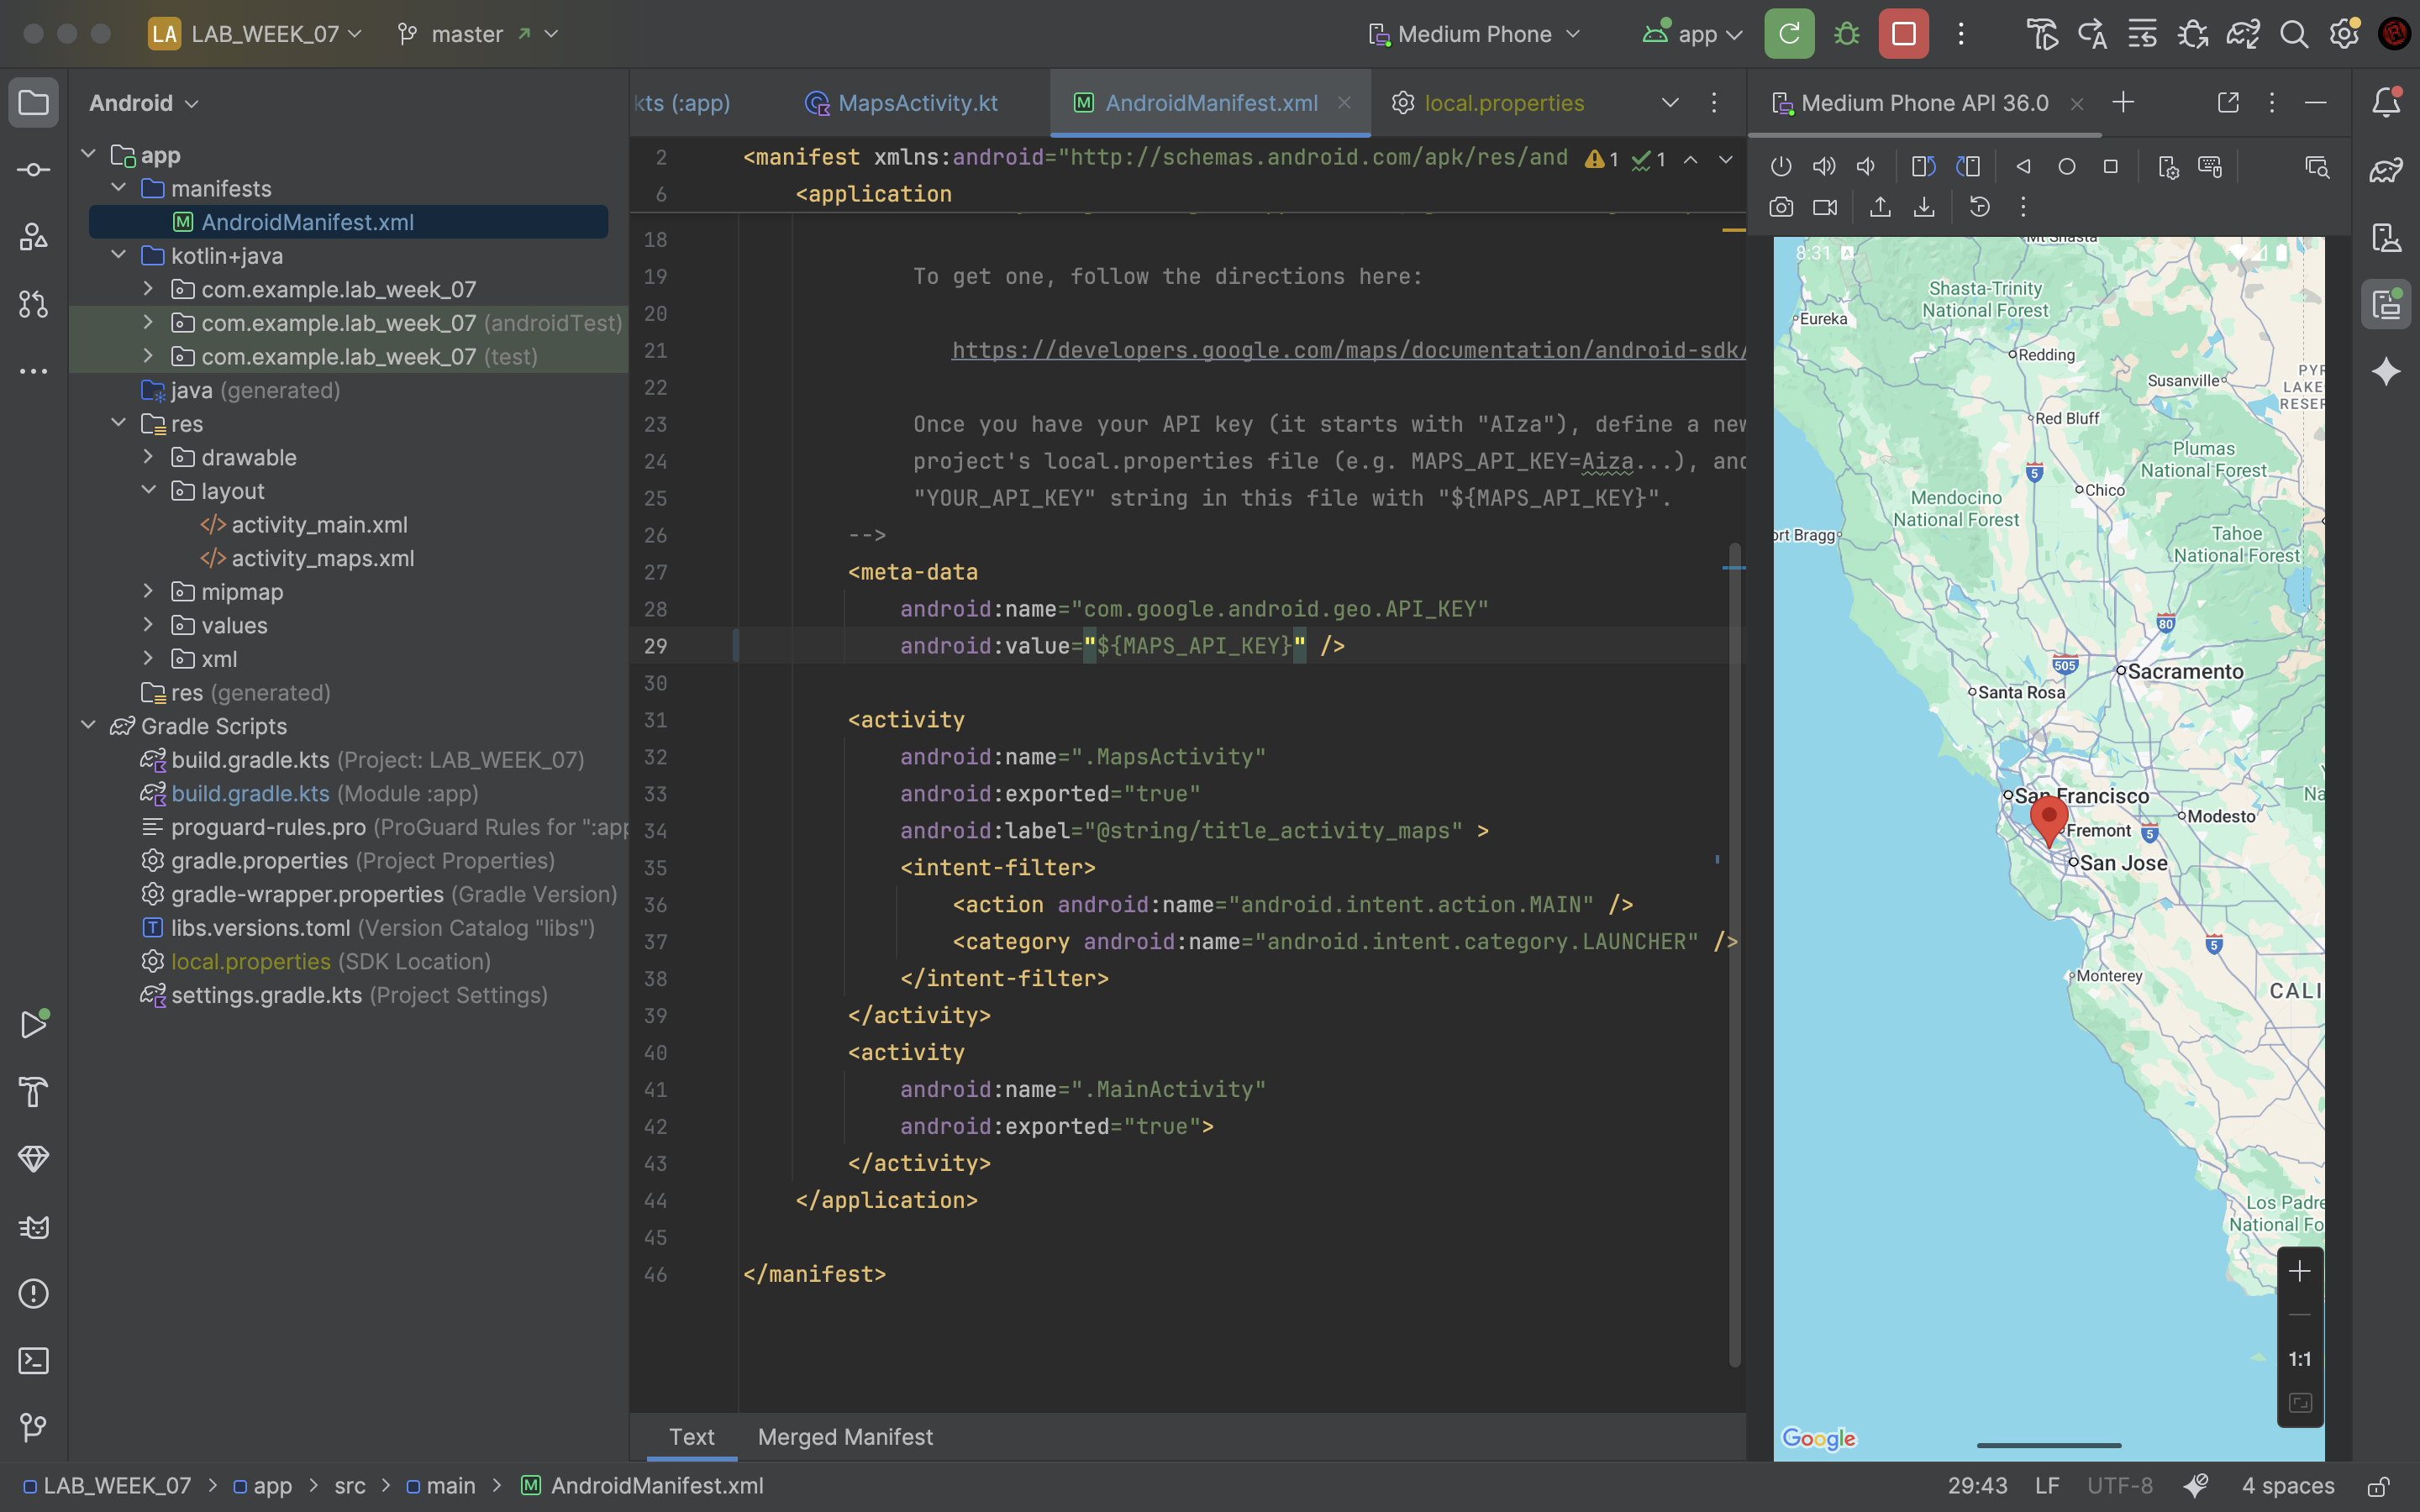 LA LAB_WEEK_07 master Medium Phone app
Android
app
manifests
AndroidManifest.xml
kotlin+java
com.example.lab_week_07
com.example.lab_week_07 (androidTest)
com.example.lab_week_07 (test)
java (generated)
res
drawable
layout
activity_main.xml
activity_maps.xml
mipmap
values
xml
res (generated)
Gradle Scripts
build.gradle.kts (Project: LAB_WEEK_07)
build.gradle.kts (Module :app)
proguard-rules.pro (ProGuard Rules for ":app
gradle.properties (Project Properties)
gradle-wrapper.properties (Gradle Version)
libs.versions.toml (Version Catalog "libs")
local.properties (SDK Location)
settings.gradle.kts (Project Settings)
kts (:app) MapsActivity.kt AndroidManifest.xml local.properties
2 <manifest xmlns:android="http://schemas.android.com/apk/res/and 1 1
6 <application
18
19 To get one, follow the directions here:
20
21 https://developers.google.com/maps/documentation/android-sdk/
22
23 Once you have your API key (it starts with "AIza"), define a new
24 project's local.properties file (e.g. MAPS_API_KEY=Aiza...), and
25 "YOUR_API_KEY" string in this file with "${MAPS_API_KEY}".
26 -->
27 <meta-data
28 android:name="com.google.android.geo.API_KEY"
29 android:value="${MAPS_API_KEY}" />
30
31 <activity
32 android:name=".MapsActivity"
33 android:exported="true"
34 android:label="@string/title_activity_maps" >
35 <intent-filter>
36 <action android:name="android.intent.action.MAIN" />
37 <category android:name="android.intent.category.LAUNCHER" />
38 </intent-filter>
39 </activity>
40 <activity
41 android:name=".MainActivity"
42 android:exported="true">
43 </activity>
44 </application>
45
46 </manifest>
Text Merged Manifest
Medium Phone API 36.0
Mt Shasta
8:31 A
Shasta-Trinity
National Forest
Eureka
Redding
Susanville
PYR
LAKE
RESER
Red Bluff
Plumas
National Forest
5
Chico
Mendocino
National Forest
Tahoe
National Forest
ort Bragg
80
505
Sacramento
Santa Rosa
Na
San Francisco
Modesto
Fremont 5
San Jose
5
Monterey
CALI
Los Padre
National Fo
1:1
Google
LAB_WEEK_07 > app > src > main > AndroidManifest.xml
29:43 LF UTF-8 4 spaces